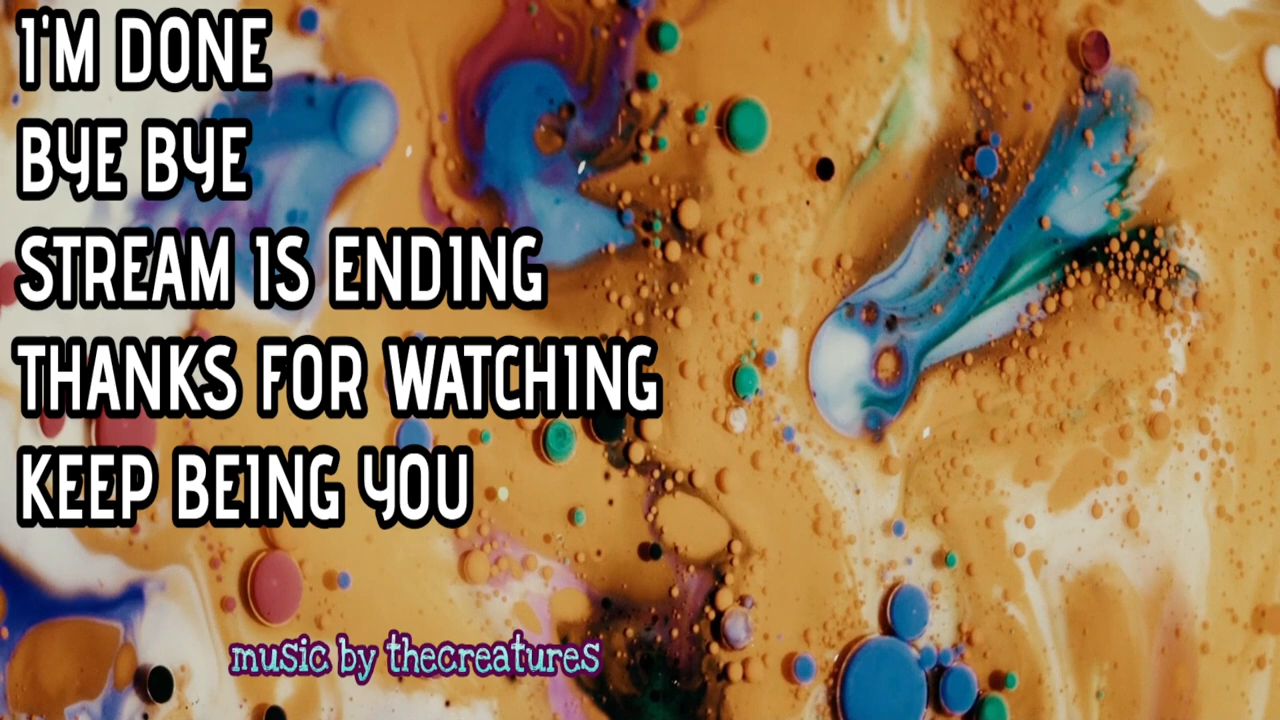 I'M DONE
BYE BYE
STREAM IS ENDING
THANKS FOR WATCHING
KEEP BEING YOU
music by thecreatures